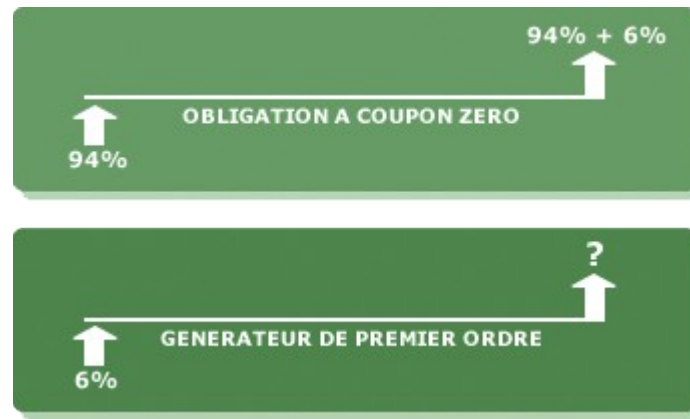 94% + 6%
OBLIGATION A COUPON ZERO
94%
?
GENERATEUR DE PREMIER ORDRE
6%